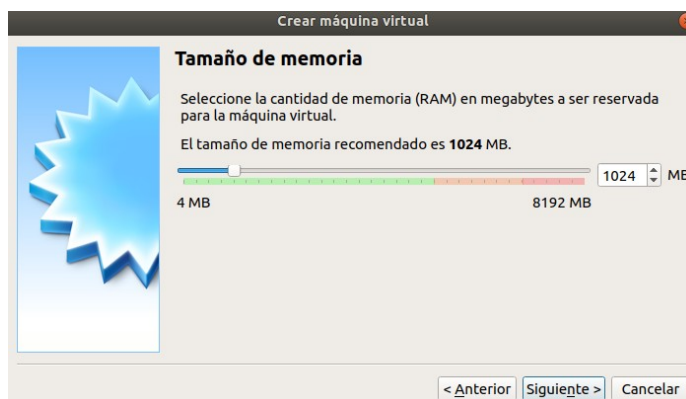 Crear máquina virtual
Tamaño de memoria
Seleccione la cantidad de memoria (RAM) en megabytes a ser reservada
para la máquina virtual.
El tamaño de memoria recomendado es 1024 MB.
1024 ME
4 MB 8192 MB
< Anterior Siguiente > Cancelar